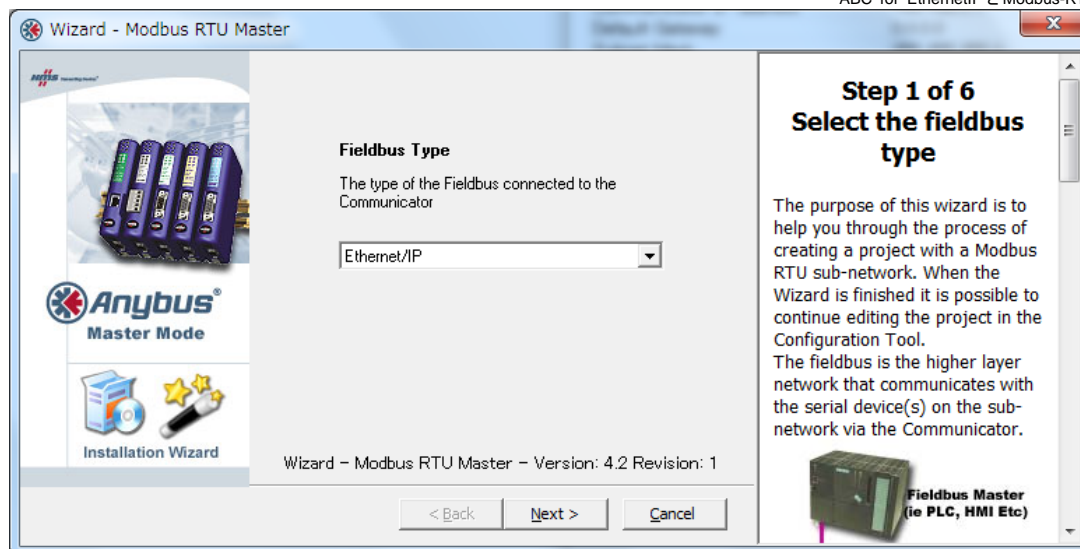 ABC for EthernetIP と Modbus-RT
Wizard - Modbus RTU Master
HMS
Anybus®
Master Mode
Installation Wizard
Fieldbus Type
The type of the Fieldbus connected to the
Communicator
Ethernet/IP
Wizard - Modbus RTU Master - Version: 4.2 Revision: 1
< Back
Next >
Cancel
Step 1 of 6
Select the fieldbus
type
The purpose of this wizard is to
help you through the process of
creating a project with a Modbus
RTU sub-network. When the
Wizard is finished it is possible to
continue editing the project in the
Configuration Tool.
The fieldbus is the higher layer
network that communicates with
the serial device(s) on the sub-
network via the Communicator.
Fieldbus Master
(ie PLC, HMI Etc)